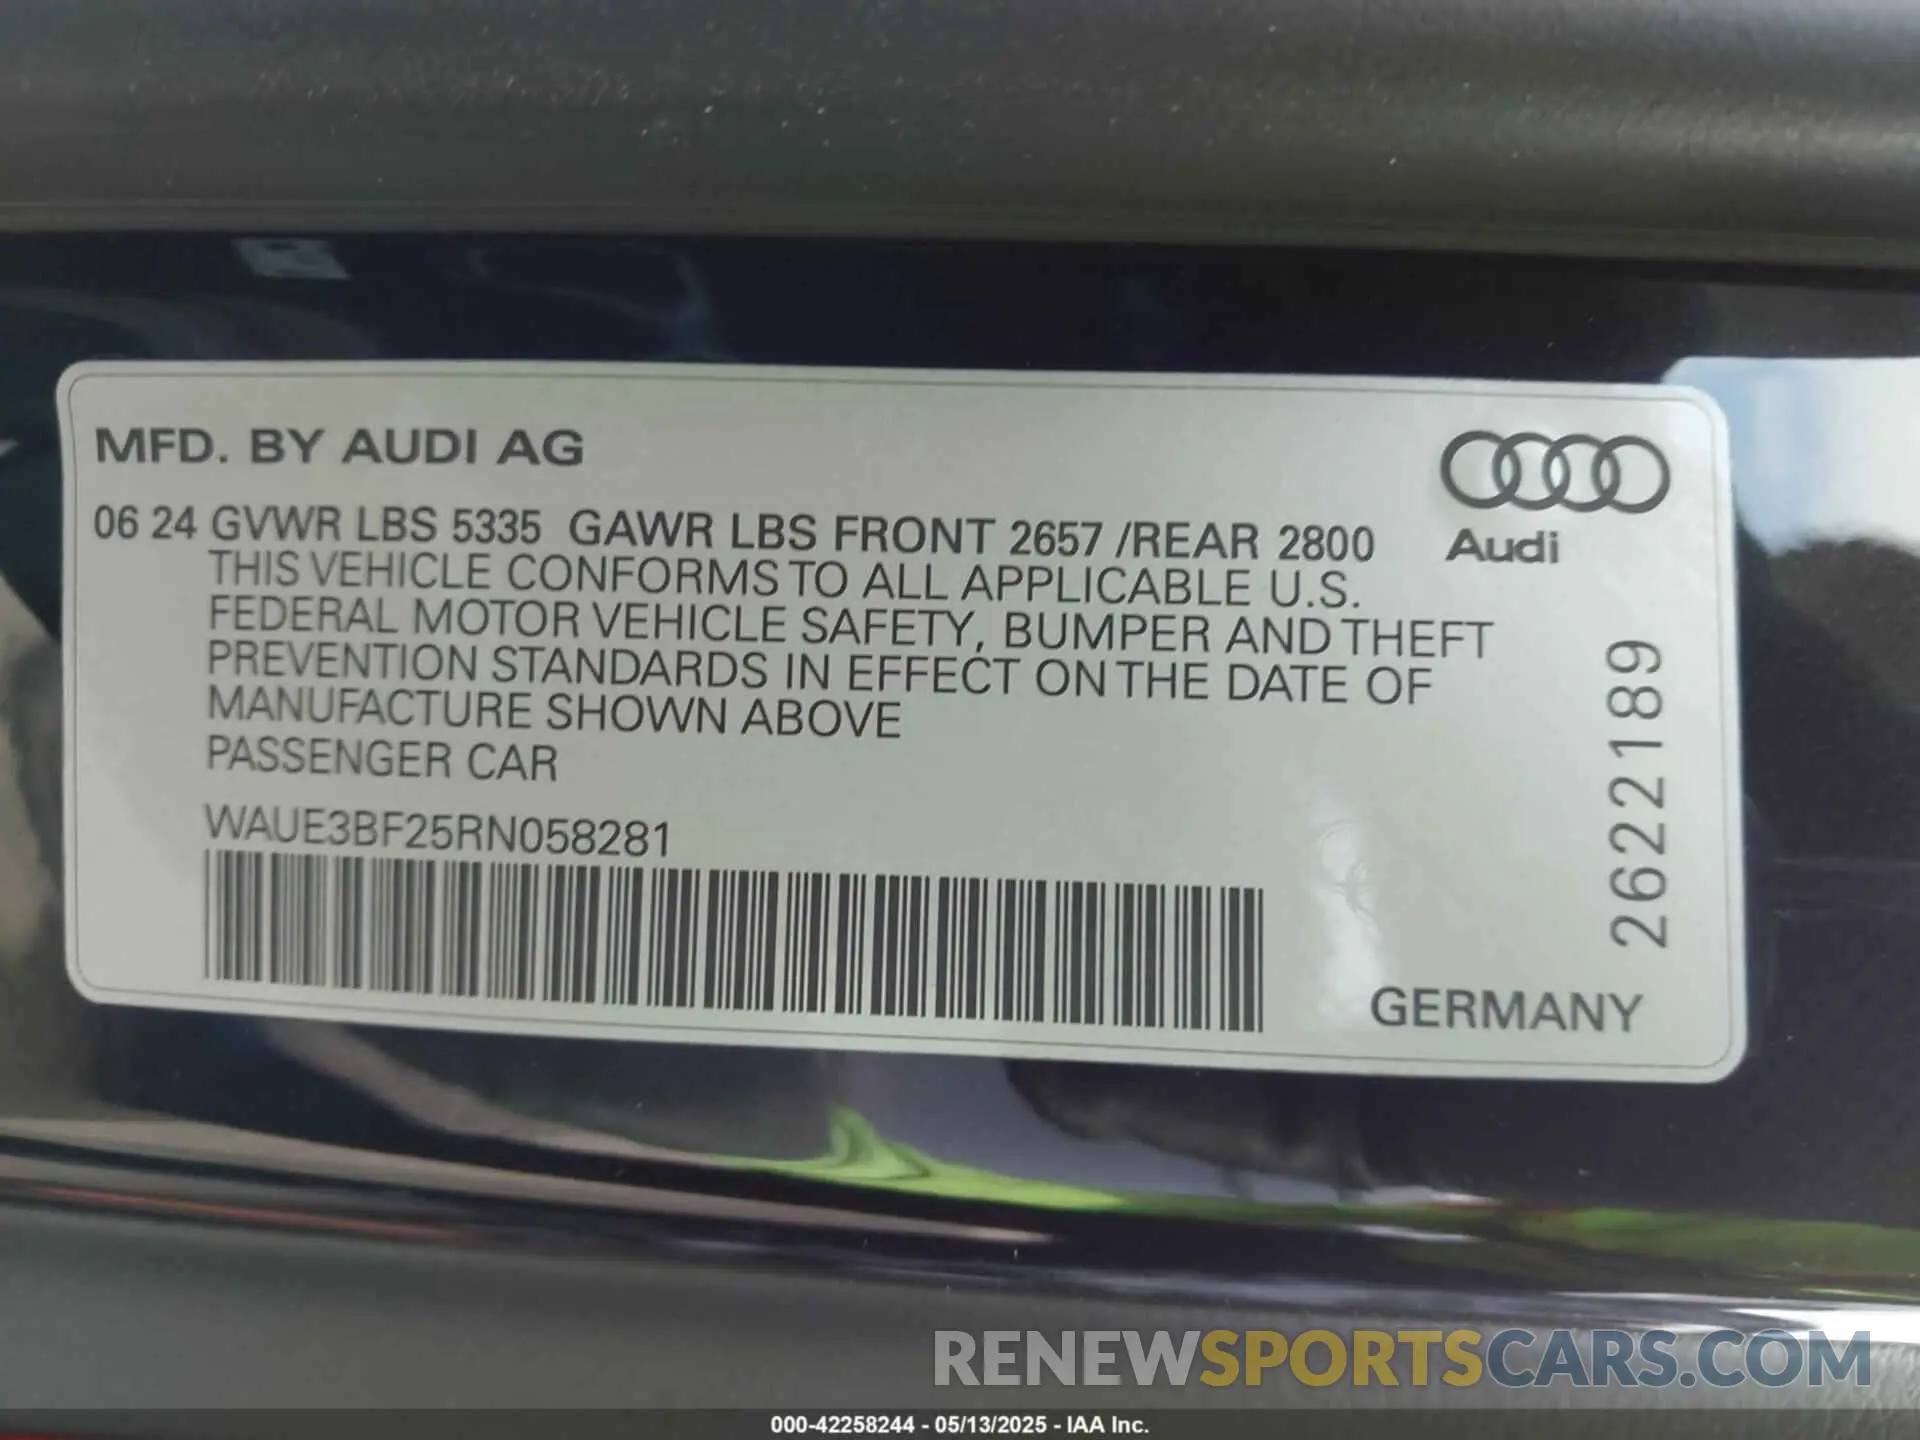 MFD. BY AUDI AG
06 24 GVWR LBS 5335 GAWR LBS FRONT 2657 /REAR 2800
Audi
THIS VEHICLE CONFORMS TO ALL APPLICABLE U.S.
FEDERAL MOTOR VEHICLE SAFETY, BUMPER AND THEFT
PREVENTION STANDARDS IN EFFECT ON THE DATE OF
MANUFACTURE SHOWN ABOVE
PASSENGER CAR
WAUE3BF25RN058281
2622189
GERMANY
RENEWSPORTSCARS.COM
000-42258244 - 05/13/2025 - IAA Inc.